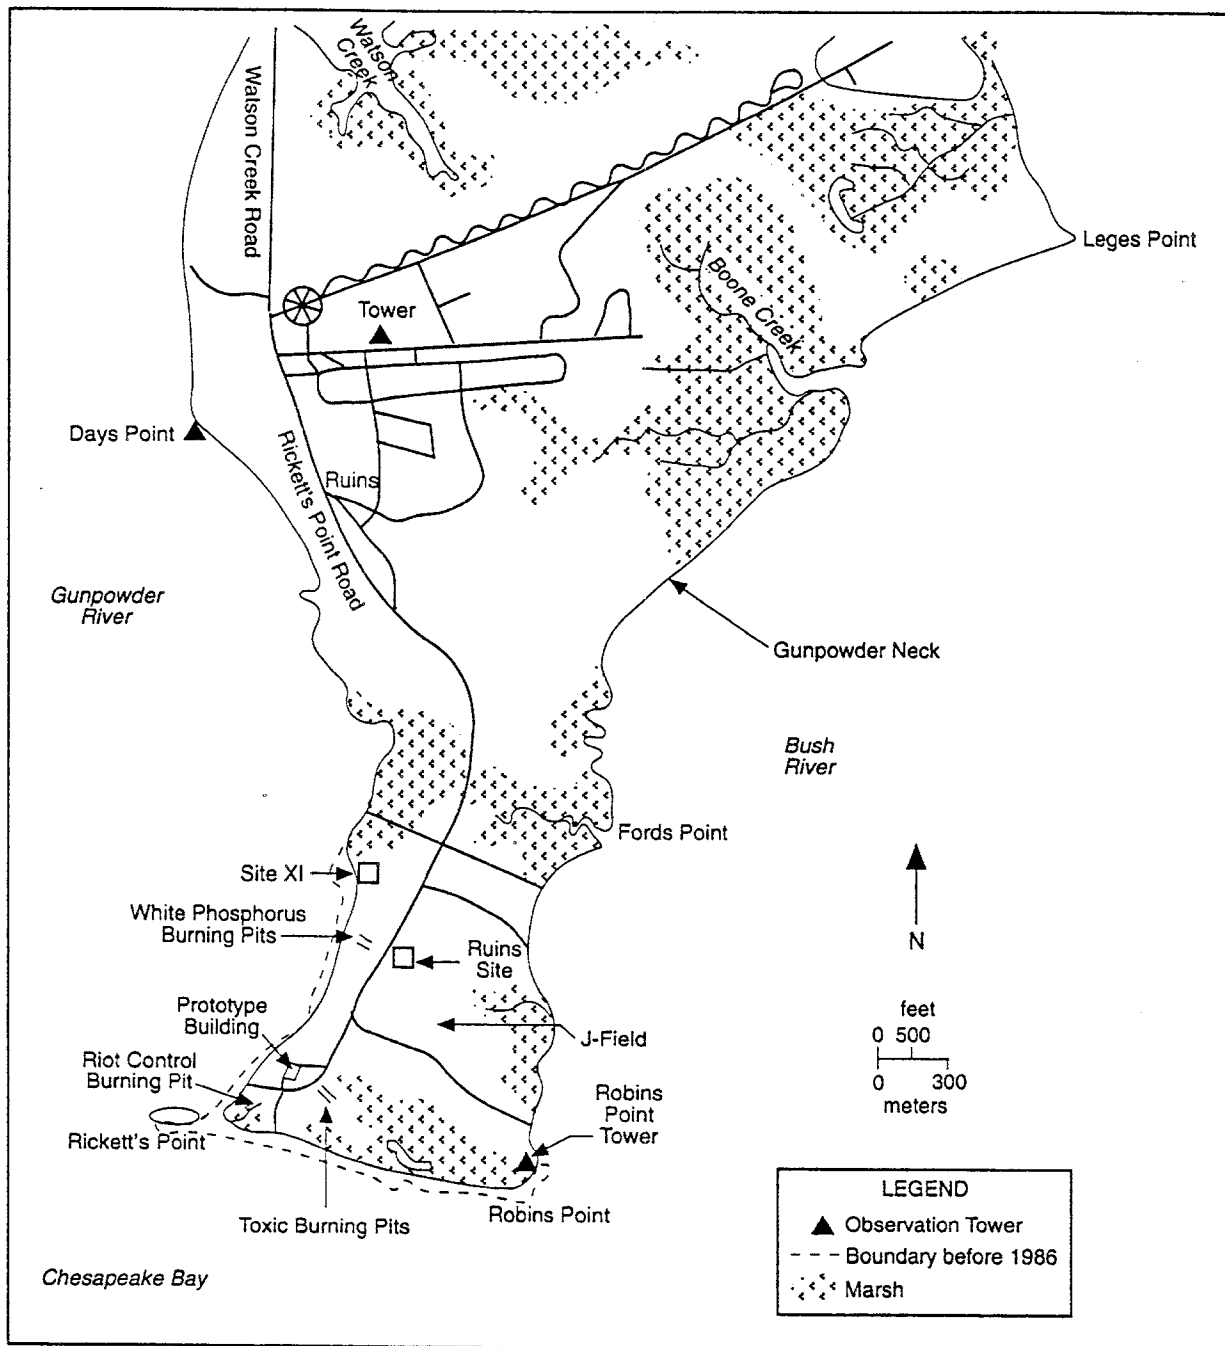 Watson
Creek
Watson Creek Road
Leges Point
Boone Creek
Tower
Days Point
Rickett's Point Road
Ruins
Gunpowder
River
Gunpowder Neck
Bush
River
Fords Point
Site XI
White Phosphorus
Burning Pits
Ruins
Site
N
Prototype
Building
feet
0 500
0 300
meters
J-Field
Riot Control
Burning Pit
Robins
Point
Tower
Rickett's Point
Toxic Burning Pits
Robins Point
Chesapeake Bay
LEGEND
Observation Tower
Boundary before 1986
Marsh